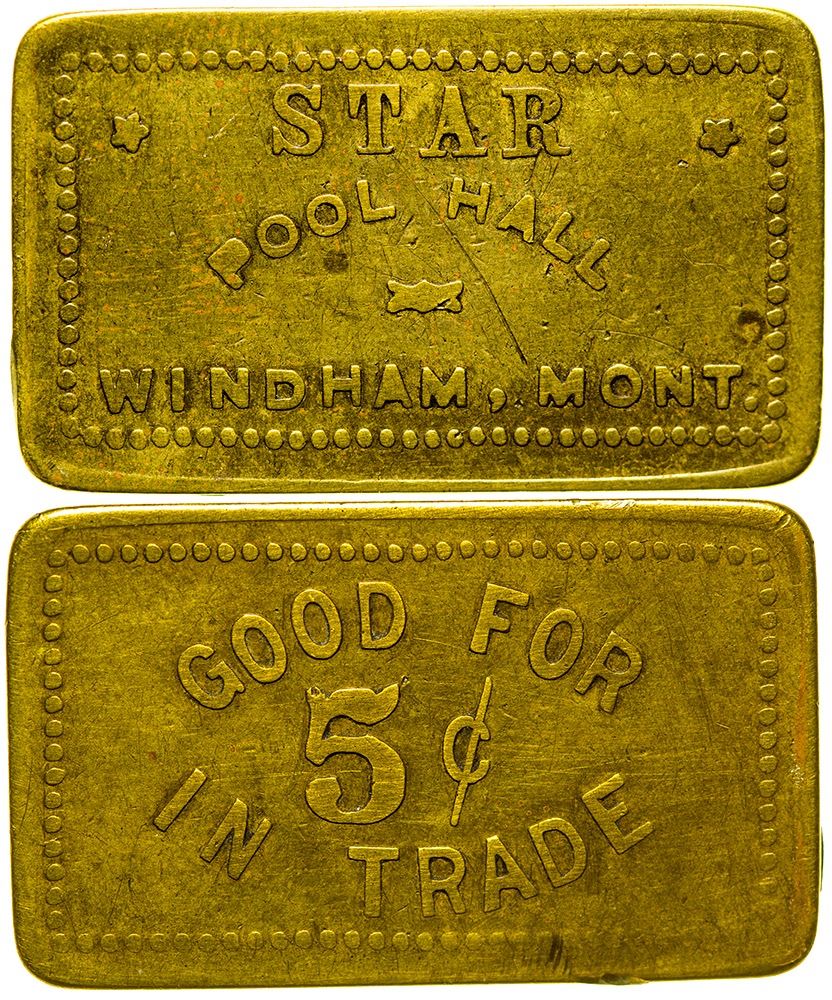 STAR
POOL HALL
WINDHAM, MONT.
GOOD FOR
5¢
IN TRADE